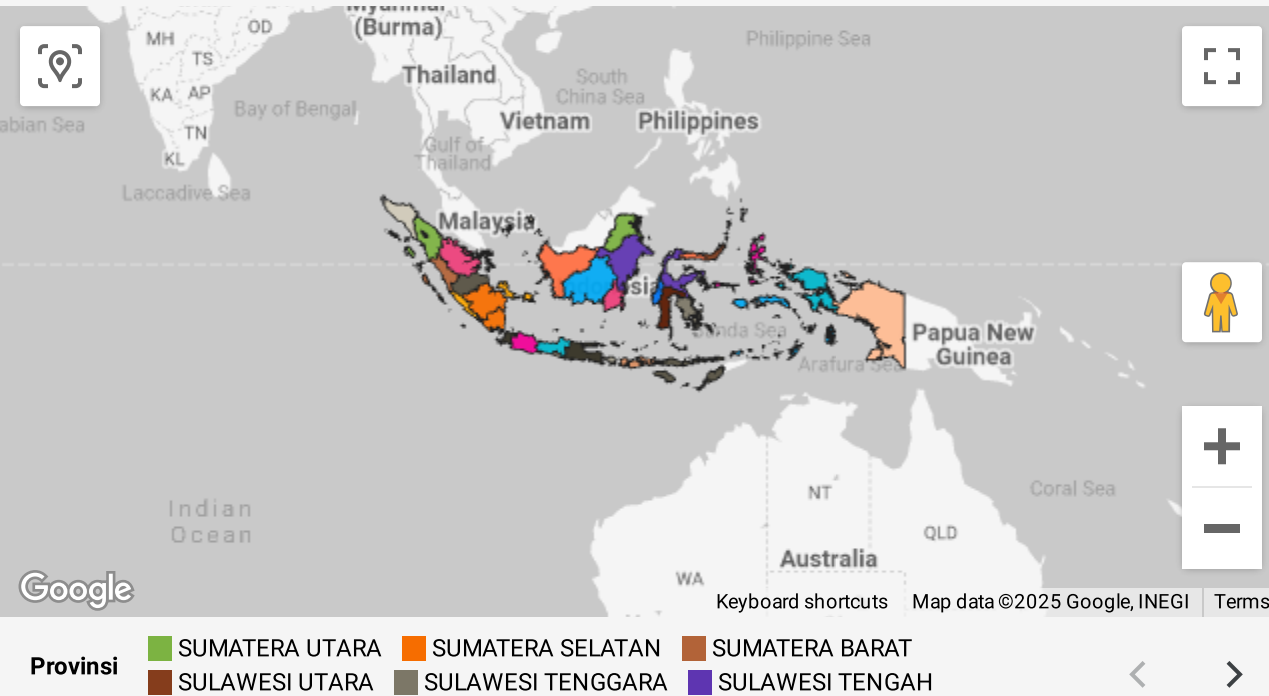 Myanmar
(Burma)
OD
MH
Philippine Sea
TS
Thailand
South
China Sea
KA
AP
Bay of Bengal
abian Sea
Vietnam
Philippines
TN
Gulf of
Thailand
KL
Laccadive Sea
Malaysia
Papua New
Guinea
Arafura Sea
Coral Sea
NT
Indian
Ocean
QLD
Australia
WA
Google
Keyboard shortcuts
Map data ©2025 Google, INEGI
Terms
Provinsi
SUMATERA UTARA
SUMATERA SELATAN
SUMATERA BARAT
SULAWESI UTARA
SULAWESI TENGGARA
SULAWESI TENGAH